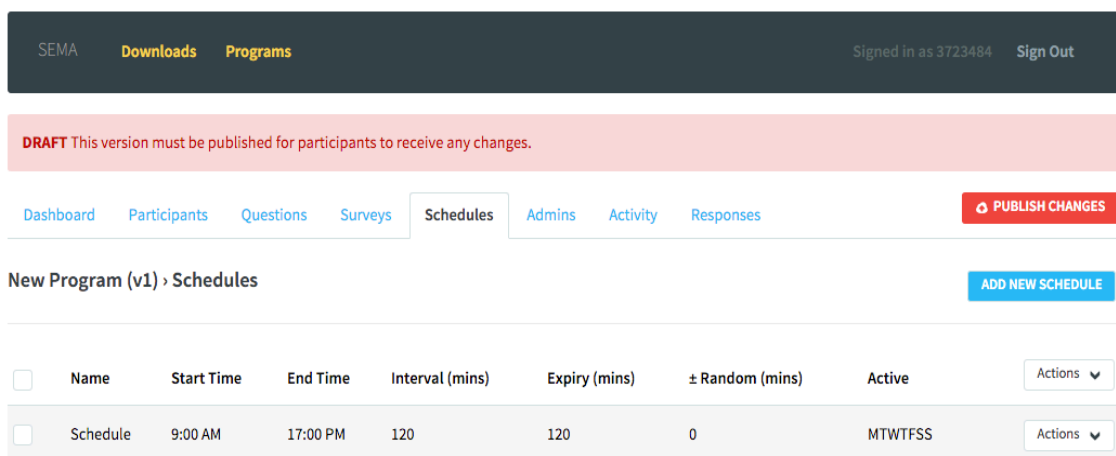 SEMA Downloads Programs Signed in as 3723484 Sign Out
DRAFT This version must be published for participants to receive any changes.
Dashboard Participants Questions Surveys Schedules Admins Activity Responses PUBLISH CHANGES
New Program (v1) › Schedules ADD NEW SCHEDULE
Name Start Time End Time Interval (mins) Expiry (mins) ± Random (mins) Active Actions
Schedule 9:00 AM 17:00 PM 120 120 0 MTWTFSS Actions